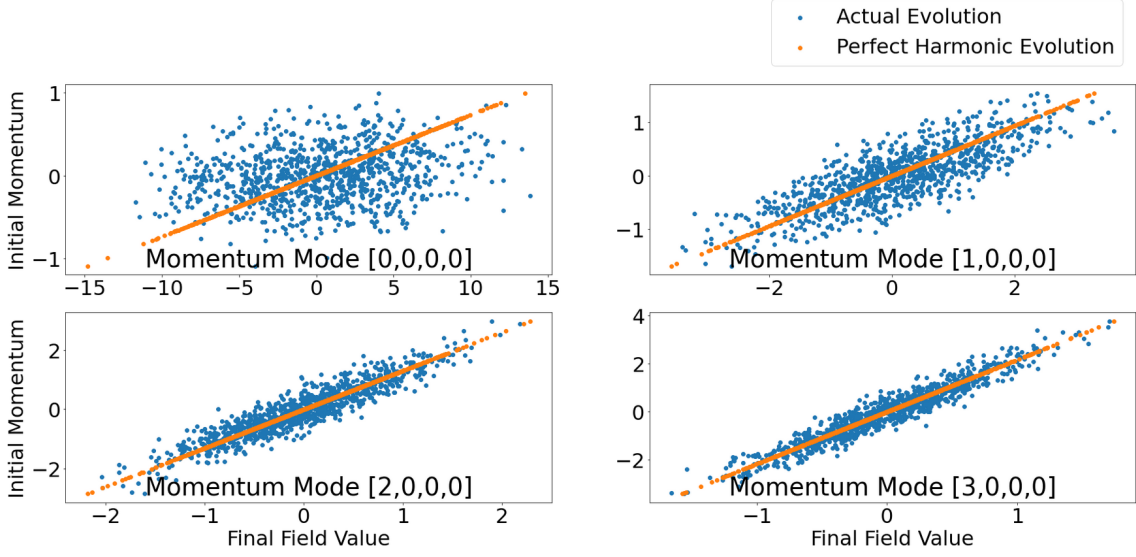 Actual Evolution
Perfect Harmonic Evolution
Initial Momentum
1
0
−1
−15 −10 −5 0 5 10 15
Momentum Mode [0,0,0,0]
1
0
−1
−2 0 2
Momentum Mode [1,0,0,0]
Initial Momentum
2
0
−2
−2 −1 0 1 2
Momentum Mode [2,0,0,0]
Final Field Value
4
2
0
−2
−1 0 1
Momentum Mode [3,0,0,0]
Final Field Value